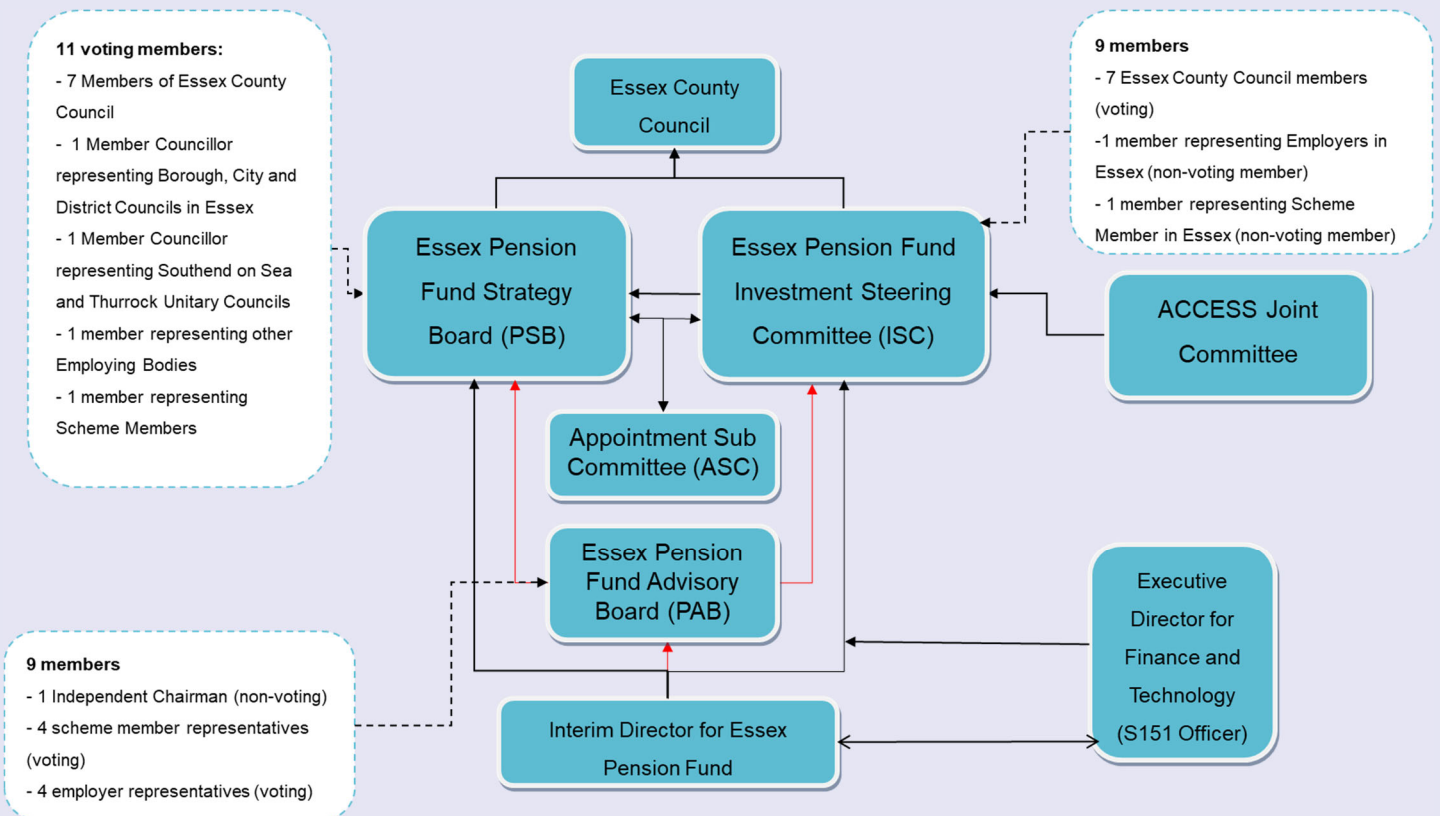 11 voting members:
- 7 Members of Essex County
Council
- 1 Member Councillor
representing Borough, City and
District Councils in Essex
- 1 Member Councillor
representing Southend on Sea
and Thurrock Unitary Councils
- 1 member representing other
Employing Bodies
- 1 member representing
Scheme Members
Essex County
Council
9 members
- 7 Essex County Council members
(voting)
-1 member representing Employers in
Essex (non-voting member)
- 1 member representing Scheme
Member in Essex (non-voting member)
Essex Pension
Fund Strategy
Board (PSB)
Essex Pension Fund
Investment Steering
Committee (ISC)
ACCESS Joint
Committee
Appointment Sub
Committee (ASC)
Essex Pension
Fund Advisory
Board (PAB)
Executive
Director for
Finance and
Technology
(S151 Officer)
9 members
- 1 Independent Chairman (non-voting)
- 4 scheme member representatives
(voting)
- 4 employer representatives (voting)
Interim Director for Essex
Pension Fund